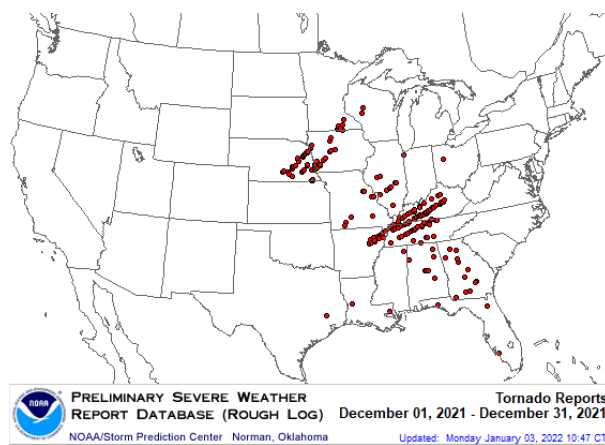 NOAA
PRELIMINARY SEVERE WEATHER
REPORT DATABASE (ROUGH LOG)
NOAA/Storm Prediction Center Norman, Oklahoma
Tornado Reports
December 01, 2021 - December 31, 2021
Updated: Monday January 03, 2022 10:47 CT